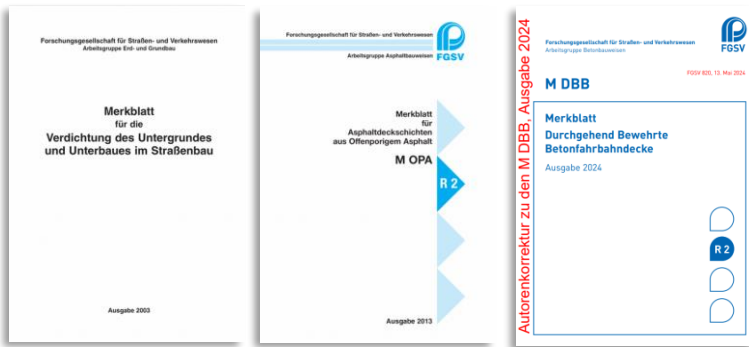 Forschungsgesellschaft für Straßen- und Verkehrswesen
Arbeitsgruppe Erd- und Grundbau
Merkblatt
für die
Verdichtung des Untergrundes
und Unterbaues im Straßenbau
Ausgabe 2003
Forschungsgesellschaft für Straßen- und Verkehrswesen
Arbeitsgruppe Asphaltbauweisen
FGSV
Merkblatt
für
Asphaltdeckschichten
aus Offenporigem Asphalt
M OPA
R 2
Ausgabe 2013
Autorenkorrektur zu den M DBB, Ausgabe 2024
Forschungsgesellschaft für Straßen- und Verkehrswesen
Arbeitsgruppe Betonbauweisen
FGSV
FGSV 820, 13. Mai 2024
M DBB
Merkblatt
Durchgehend Bewehrte
Betonfahrbahndecke
Ausgabe 2024
R 2